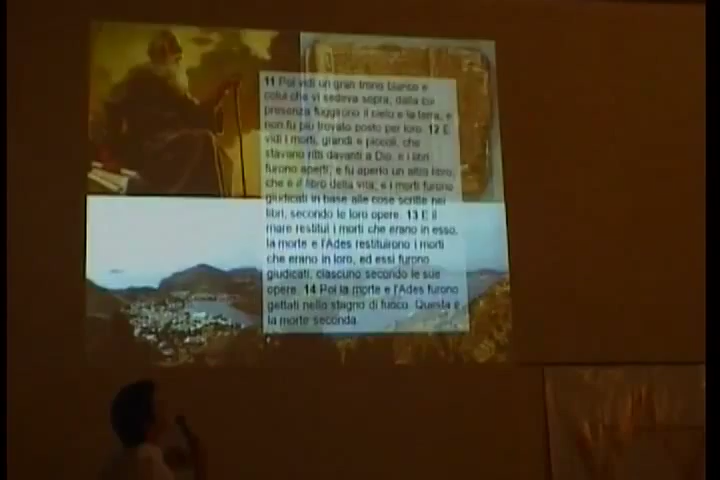 11 Poi vidi un gran trono bianco e
colui che vi sedeva sopra, dalla cui
presenza fuggirono il cielo e la terra, e
non fu più trovato posto per loro. 12 E
vidi i morti, grandi e piccoli, che
stavano ritti davanti a Dio, e i libri
furono aperti; e fu aperto un altro libro,
che è il libro della vita; e i morti furono
giudicati in base alle cose scritte nei
libri, secondo le loro opere. 13 E il
mare restituì i morti che erano in esso,
la morte e l'Ades restituirono i morti
che erano in loro, ed essi furono
giudicati, ciascuno secondo le sue
opere. 14 Poi la morte e l'Ades furono
gettati nello stagno di fuoco. Questa è
la morte seconda.